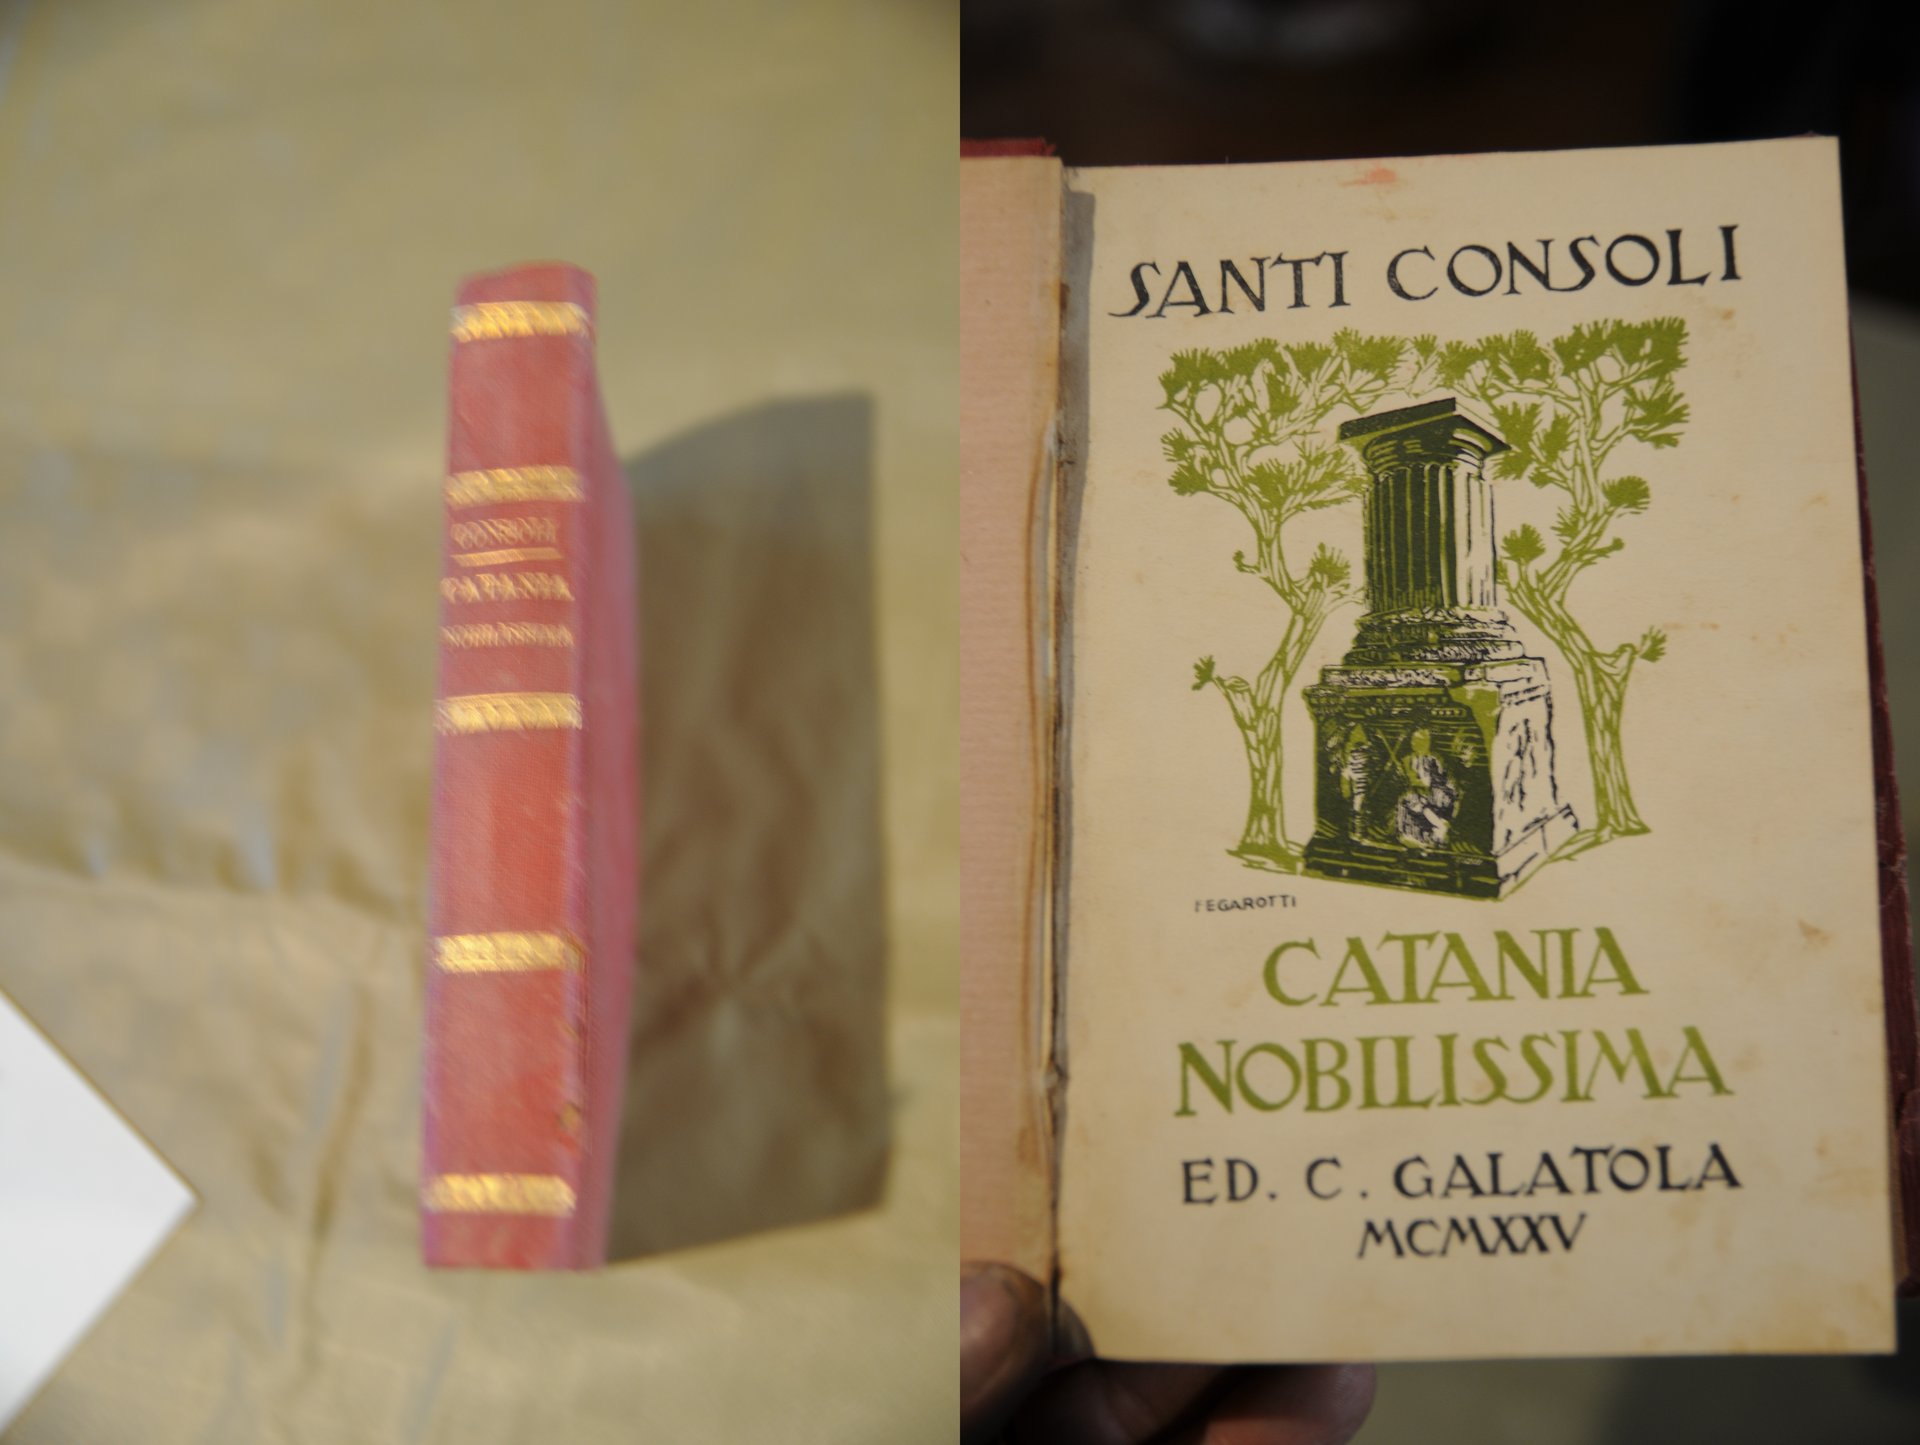 CONSOLI
CATANIA
NOBILISSIMA
SANTI CONSOLI
FEGAROTTI
CATANIA
NOBILISSIMA
ED. C. GALATOLA
MCMXXV